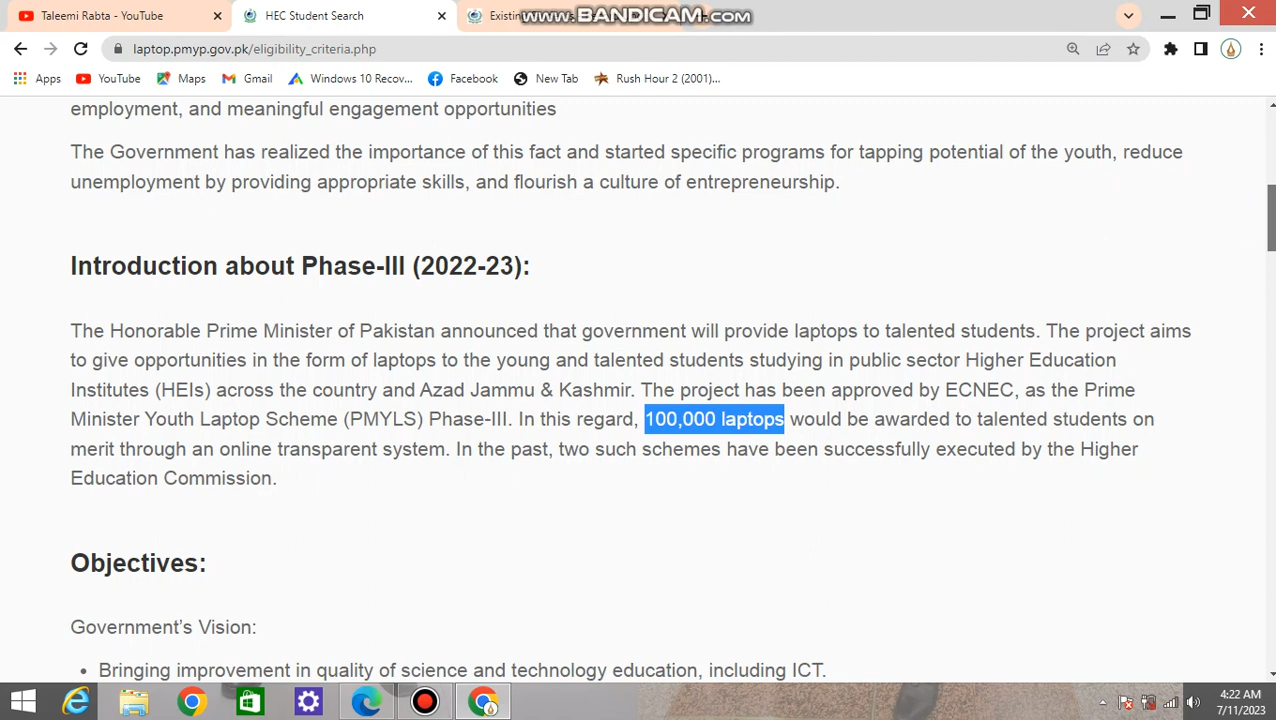 Taleemi Rabta - YouTube
HEC Student Search
Existin
www.BANDICAM.com
laptop.pmyp.gov.pk/eligibility_criteria.php
Apps
YouTube
Maps
Gmail
Windows 10 Recov...
Facebook
New Tab
Rush Hour 2 (2001)...
employment, and meaningful engagement opportunities
The Government has realized the importance of this fact and started specific programs for tapping potential of the youth, reduce
unemployment by providing appropriate skills, and flourish a culture of entrepreneurship.
Introduction about Phase-III (2022-23):
The Honorable Prime Minister of Pakistan announced that government will provide laptops to talented students. The project aims
to give opportunities in the form of laptops to the young and talented students studying in public sector Higher Education
Institutes (HEIs) across the country and Azad Jammu & Kashmir. The project has been approved by ECNEC, as the Prime
Minister Youth Laptop Scheme (PMYLS) Phase-III. In this regard, 100,000 laptops would be awarded to talented students on
merit through an online transparent system. In the past, two such schemes have been successfully executed by the Higher
Education Commission.
Objectives:
Government’s Vision:
• Bringing improvement in quality of science and technology education, including ICT.
4:22 AM
7/11/2023